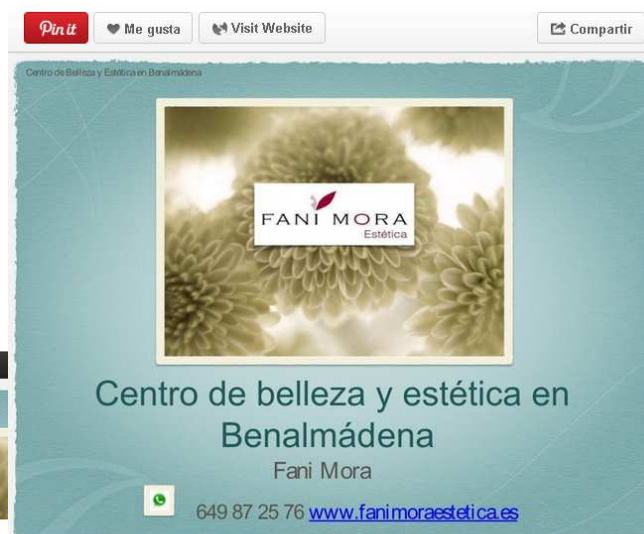 Pin it
Me gusta
Visit Website
Compartir
Centro de Belleza y Estética en Benalmádena
FANI MORA
Estética
Centro de belleza y estética en
Benalmádena
Fani Mora
649 87 25 76 www.fanimoraestetica.es